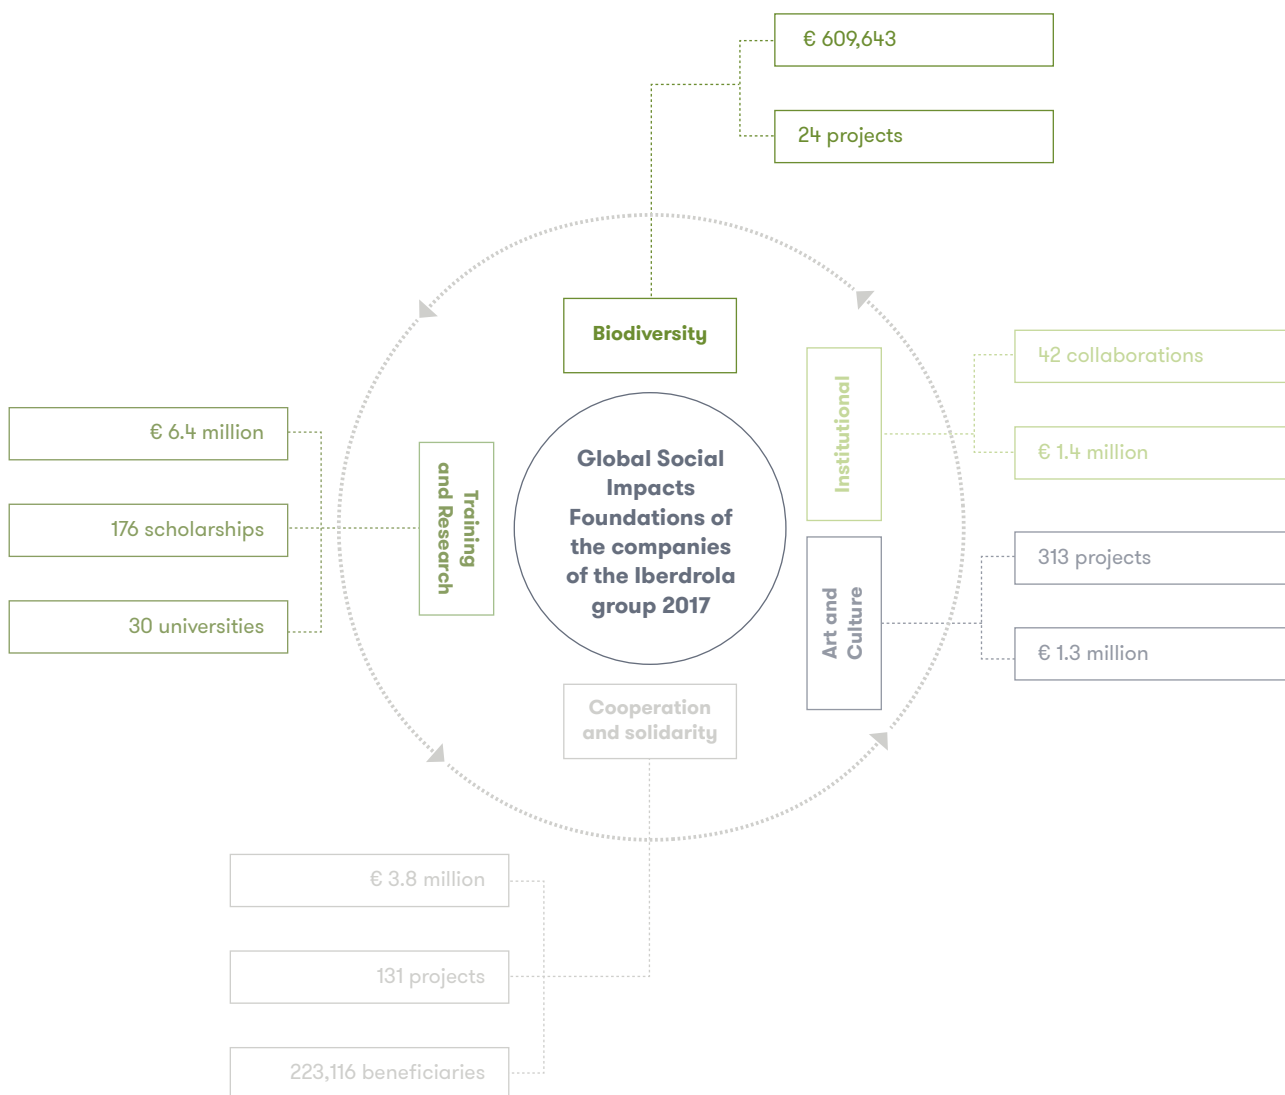 € 609,643
24 projects
Biodiversity
Institutional
42 collaborations
€ 1.4 million
€ 6.4 million
176 scholarships
30 universities
Training
and Research
Global Social
Impacts
Foundations of
the companies
of the Iberdrola
group 2017
Art and
Culture
313 projects
€ 1.3 million
Cooperation
and solidarity
€ 3.8 million
131 projects
223,116 beneficiaries